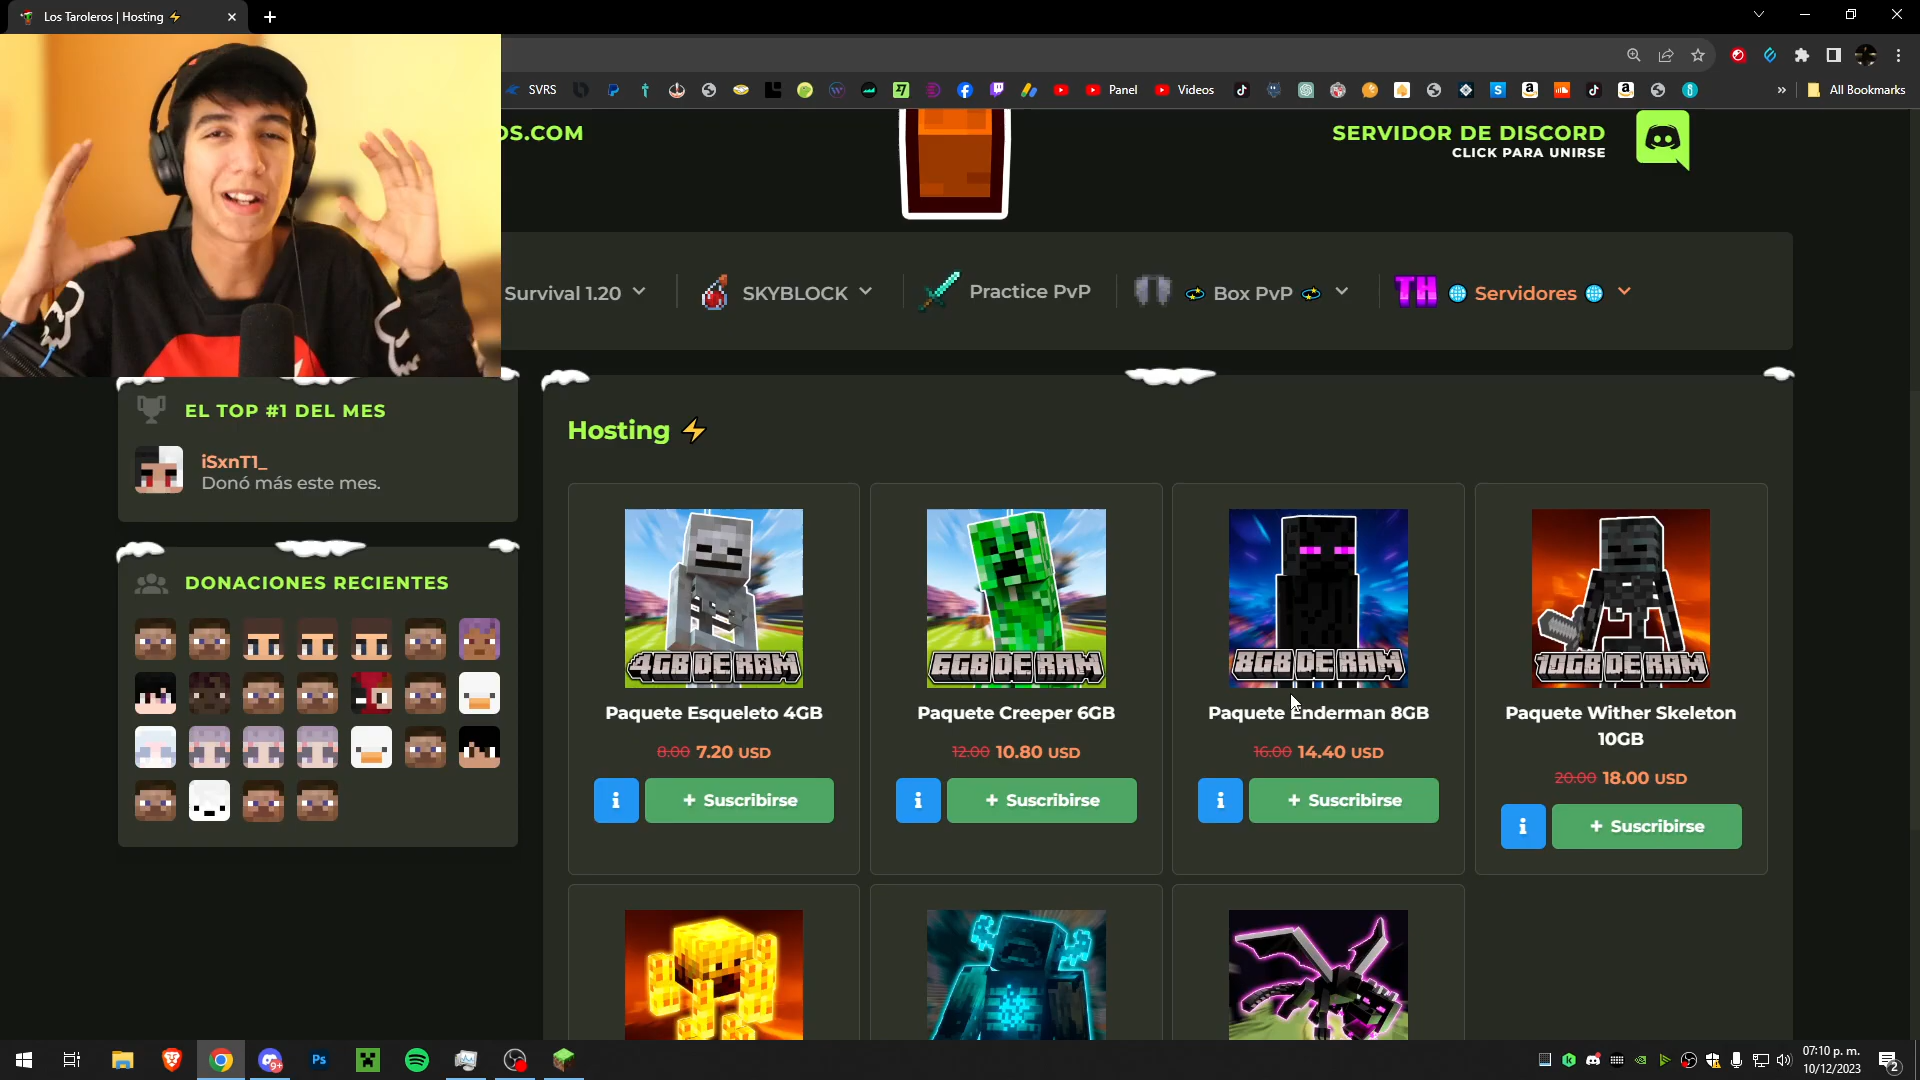 Los Taroleros | Hosting ⚡
SVRS
Panel
Videos
All Bookmarks
OS.COM
SERVIDOR DE DISCORD
CLICK PARA UNIRSE
Survival 1.20
SKYBLOCK
Practice PvP
Box PvP
TH
Servidores
EL TOP #1 DEL MES
iSxnT1_
Donó más este mes.
DONACIONES RECIENTES
Hosting ⚡
4GB DE RAM
6GB DE RAM
8GB DE RAM
10GB DE RAM
Paquete Esqueleto 4GB
8.00 7.20 USD
+ Suscribirse
Paquete Creeper 6GB
12.00 10.80 USD
+ Suscribirse
Paquete Enderman 8GB
16.00 14.40 USD
+ Suscribirse
Paquete Wither Skeleton
10GB
20.00 18.00 USD
+ Suscribirse
9+
Ps
07:10 p. m.
10/12/2023
2